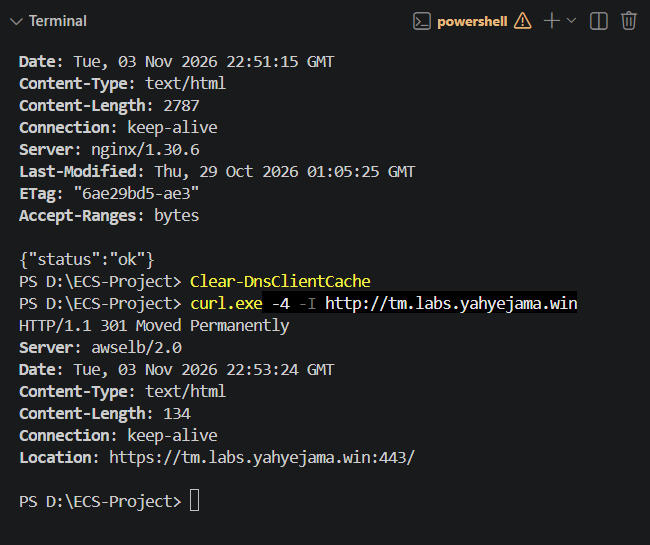 Terminal
powershell
Date: Tue, 03 Nov 2026 22:51:15 GMT
Content-Type: text/html
Content-Length: 2787
Connection: keep-alive
Server: nginx/1.30.6
Last-Modified: Thu, 29 Oct 2026 01:05:25 GMT
ETag: "6ae29bd5-ae3"
Accept-Ranges: bytes
{"status":"ok"}
PS D:\ECS-Project> Clear-DnsClientCache
PS D:\ECS-Project> curl.exe -4 -I http://tm.labs.yahyejama.win
HTTP/1.1 301 Moved Permanently
Server: awselb/2.0
Date: Tue, 03 Nov 2026 22:53:24 GMT
Content-Type: text/html
Content-Length: 134
Connection: keep-alive
Location: https://tm.labs.yahyejama.win:443/
PS D:\ECS-Project>